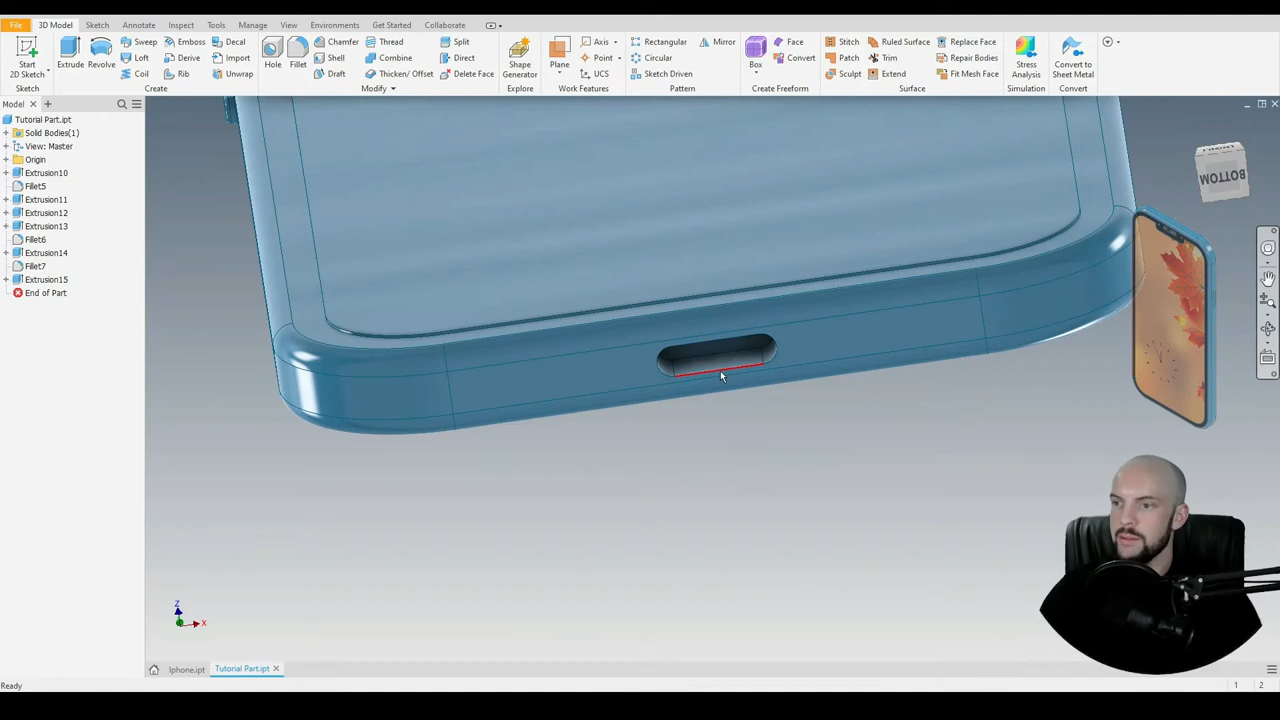 File 3D Model Sketch Annotate Inspect Tools Manage View Environments Get Started Collaborate
Start
2D Sketch
Extrude
Revolve
Sweep
Loft
Coil
Emboss
Derive
Rib
Decal
Import
Unwrap
Hole
Fillet
Chamfer
Shell
Draft
Thread
Combine
Thicken/ Offset
Split
Direct
Delete Face
Shape
Generator
Plane
Axis
Point
UCS
Rectangular
Circular
Sketch Driven
Mirror
Box
Face
Convert
Stitch
Patch
Sculpt
Ruled Surface
Trim
Extend
Replace Face
Repair Bodies
Fit Mesh Face
Stress
Analysis
Convert to
Sheet Metal
Sketch Create Modify Explore Work Features Pattern Create Freeform Surface Simulation Convert
Model
Tutorial Part.ipt
Solid Bodies(1)
View: Master
Origin
Extrusion10
Fillet5
Extrusion11
Extrusion12
Extrusion13
Fillet6
Extrusion14
Fillet7
Extrusion15
End of Part
FRONT
BOTTOM
Z
X
Iphone.ipt Tutorial Part.ipt
Ready 1 2